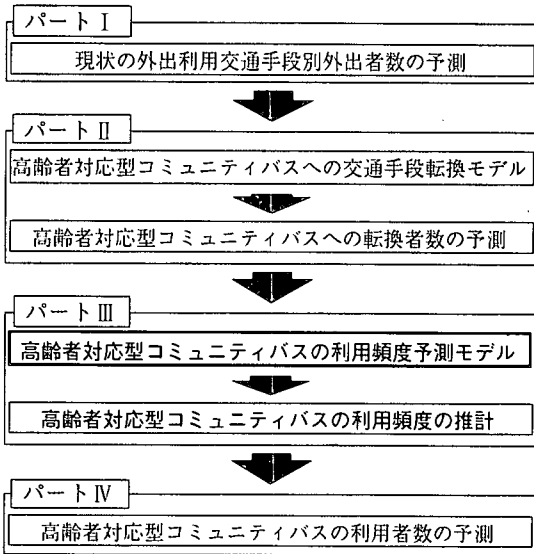 パートⅠ
現状の外出利用交通手段別外出者数の予測
パートⅡ
高齢者対応型コミュニティバスへの交通手段転換モデル
高齢者対応型コミュニティバスへの転換者数の予測
パートⅢ
高齢者対応型コミュニティバスの利用頻度予測モデル
高齢者対応型コミュニティバスの利用頻度の推計
パートⅣ
高齢者対応型コミュニティバスの利用者数の予測